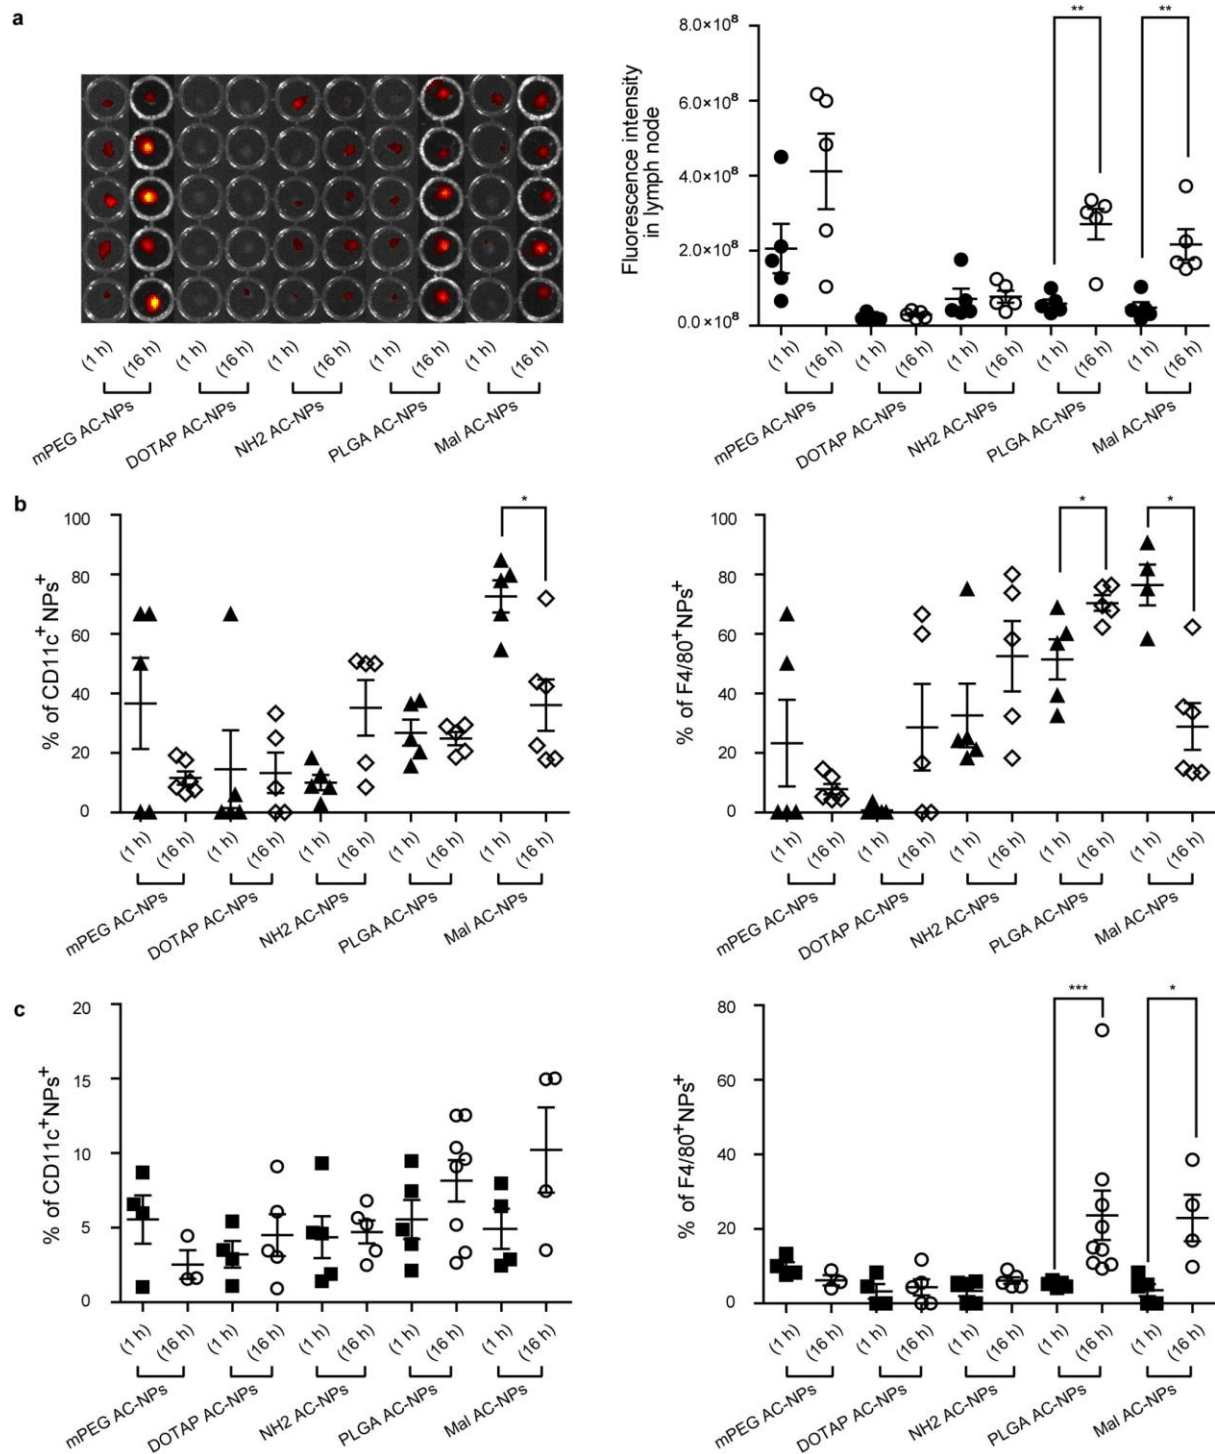 a
8.0×10⁸
6.0×10⁸
4.0×10⁸
2.0×10⁸
0.0×10⁸
Fluorescence intensity
in lymph node
** **
(1 h) (16 h) (1 h) (16 h) (1 h) (16 h) (1 h) (16 h) (1 h) (16 h)
mPEG AC-NPs DOTAP AC-NPs NH2 AC-NPs PLGA AC-NPs Mal AC-NPs
(1 h) (16 h) (1 h) (16 h) (1 h) (16 h) (1 h) (16 h) (1 h) (16 h)
mPEG AC-NPs DOTAP AC-NPs NH2 AC-NPs PLGA AC-NPs Mal AC-NPs
b
% of CD11c⁺NPs⁺
100
80
60
40
20
0
*
(1 h) (16 h) (1 h) (16 h) (1 h) (16 h) (1 h) (16 h) (1 h) (16 h)
mPEG AC-NPs DOTAP AC-NPs NH2 AC-NPs PLGA AC-NPs Mal AC-NPs
% of F4/80⁺NPs⁺
100
80
60
40
20
0
* *
(1 h) (16 h) (1 h) (16 h) (1 h) (16 h) (1 h) (16 h) (1 h) (16 h)
mPEG AC-NPs DOTAP AC-NPs NH2 AC-NPs PLGA AC-NPs Mal AC-NPs
c
% of CD11c⁺NPs⁺
20
15
10
5
0
(1 h) (16 h) (1 h) (16 h) (1 h) (16 h) (1 h) (16 h) (1 h) (16 h)
mPEG AC-NPs DOTAP AC-NPs NH2 AC-NPs PLGA AC-NPs Mal AC-NPs
% of F4/80⁺NPs⁺
80
60
40
20
0
*** *
(1 h) (16 h) (1 h) (16 h) (1 h) (16 h) (1 h) (16 h) (1 h) (16 h)
mPEG AC-NPs DOTAP AC-NPs NH2 AC-NPs PLGA AC-NPs Mal AC-NPs